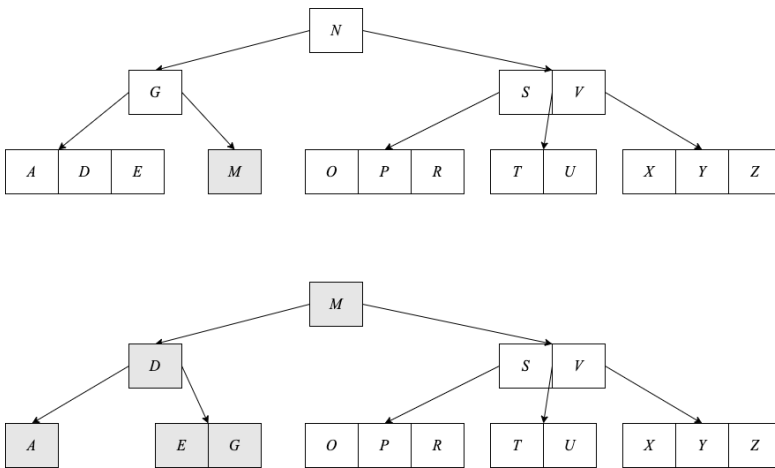 N
G S V
A D E M O P R T U X Y Z
M
D S V
A E G O P R T U X Y Z